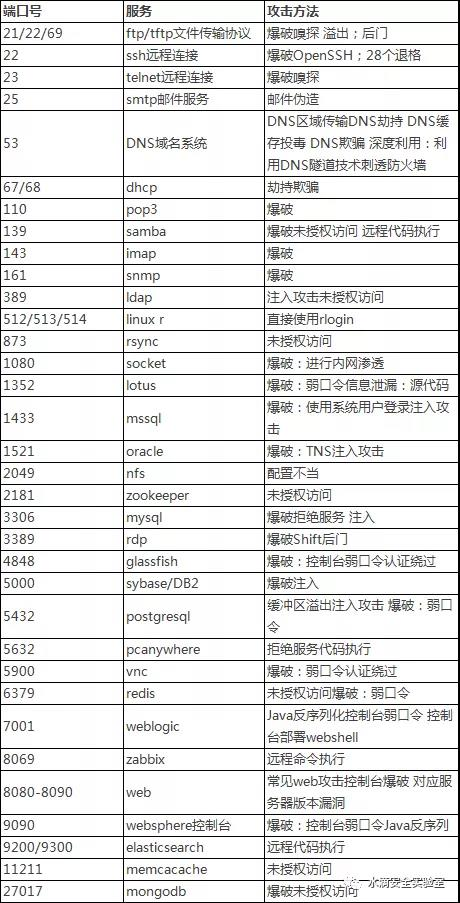 端口号 服务 攻击方法
21/22/69 ftp/tftp文件传输协议 爆破嗅探 溢出；后门
22 ssh远程连接 爆破OpenSSH；28个退格
23 telnet远程连接 爆破嗅探
25 smtp邮件服务 邮件伪造
53 DNS域名系统 DNS区域传输DNS劫持 DNS缓
存投毒 DNS欺骗 深度利用：利
用DNS隧道技术刺透防火墙
67/68 dhcp 劫持欺骗
110 pop3 爆破
139 samba 爆破未授权访问 远程代码执行
143 imap 爆破
161 snmp 爆破
389 ldap 注入攻击未授权访问
512/513/514 linux r 直接使用rlogin
873 rsync 未授权访问
1080 socket 爆破：进行内网渗透
1352 lotus 爆破：弱口令信息泄漏：源代码
1433 mssql 爆破：使用系统用户登录注入攻
击
1521 oracle 爆破：TNS注入攻击
2049 nfs 配置不当
2181 zookeeper 未授权访问
3306 mysql 爆破拒绝服务 注入
3389 rdp 爆破Shift后门
4848 glassfish 爆破：控制台弱口令认证绕过
5000 sybase/DB2 爆破注入
5432 postgresql 缓冲区溢出注入攻击 爆破：弱口
令
5632 pcanywhere 拒绝服务代码执行
5900 vnc 爆破：弱口令认证绕过
6379 redis 未授权访问爆破：弱口令
7001 weblogic Java反序列化控制台弱口令 控制
台部署webshell
8069 zabbix 远程命令执行
8080-8090 web 常见web攻击控制台爆破 对应服
务器版本漏洞
9090 websphere控制台 爆破：控制台弱口令Java反序列
9200/9300 elasticsearch 远程代码执行
11211 memcacache 未授权访问
27017 mongodb 爆破未授权访问
水滴安全实验室